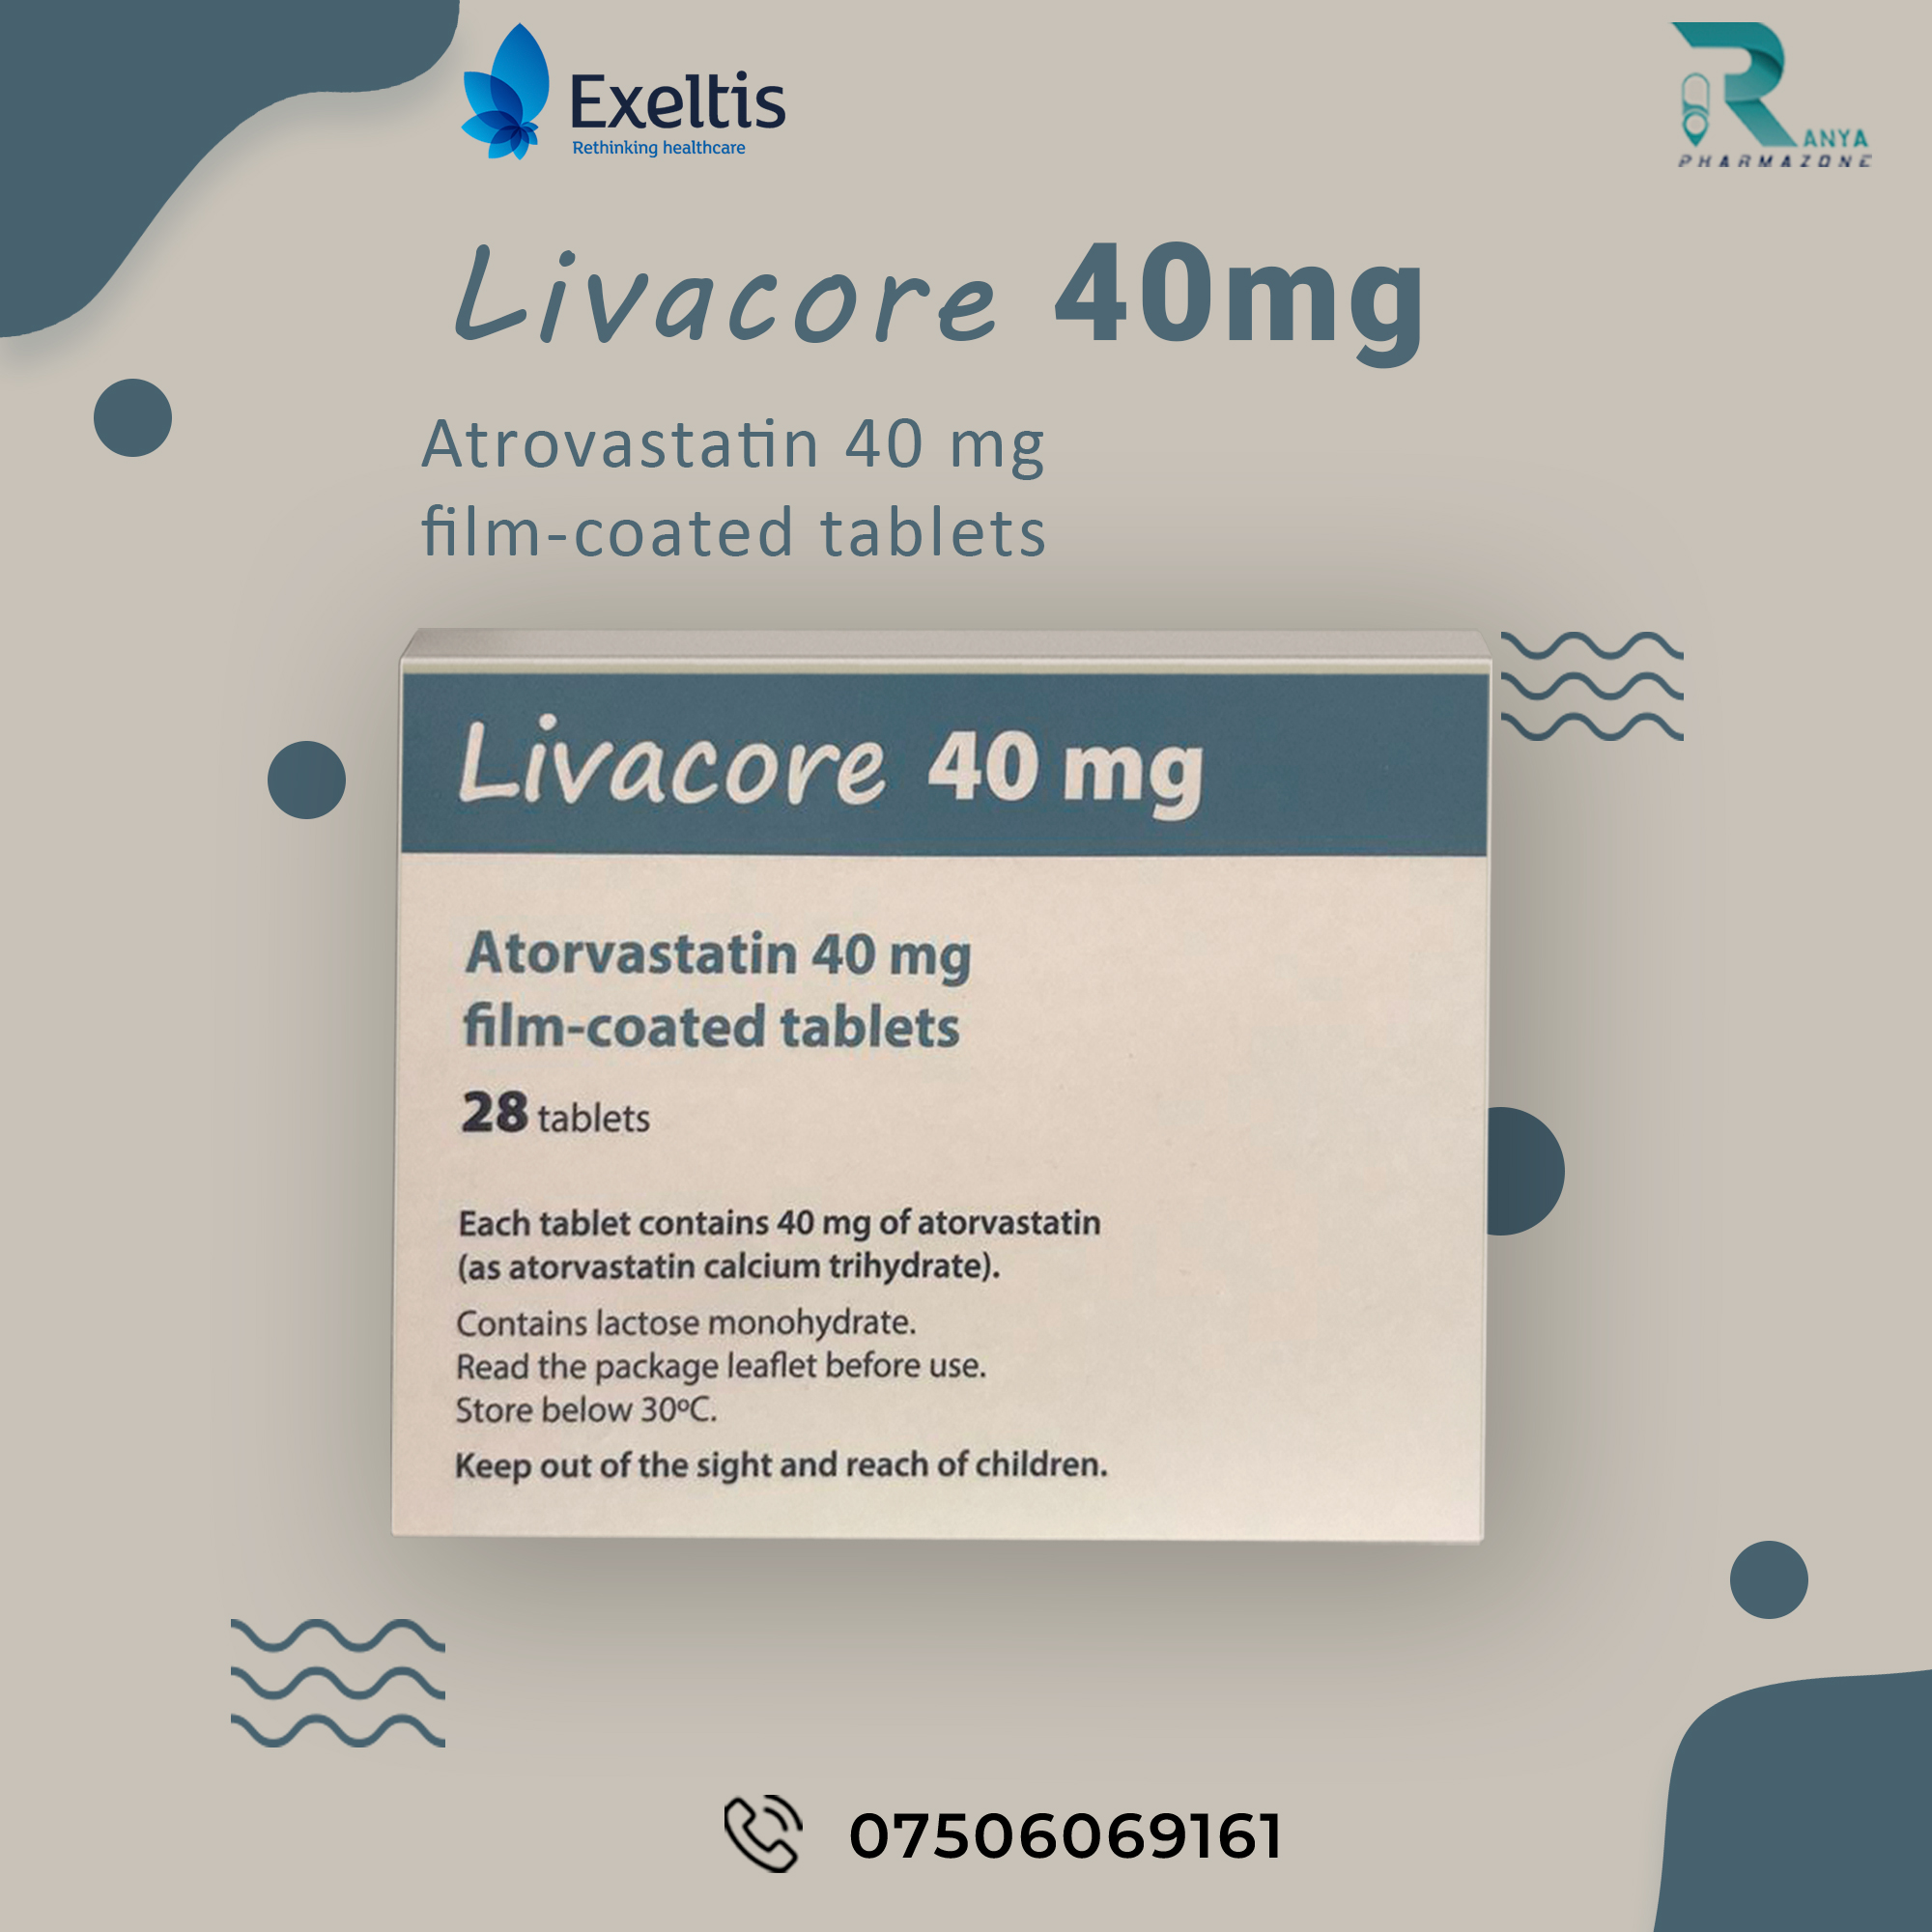 Exeltis
Rethinking healthcare
RANYA
PHARMAZONE
Livacore 40mg
Atrovastatin 40 mg
film-coated tablets
Livacore 40 mg
Atorvastatin 40 mg
film-coated tablets
28 tablets
Each tablet contains 40 mg of atorvastatin
(as atorvastatin calcium trihydrate).
Contains lactose monohydrate.
Read the package leaflet before use.
Store below 30ºC.
Keep out of the sight and reach of children.
07506069161